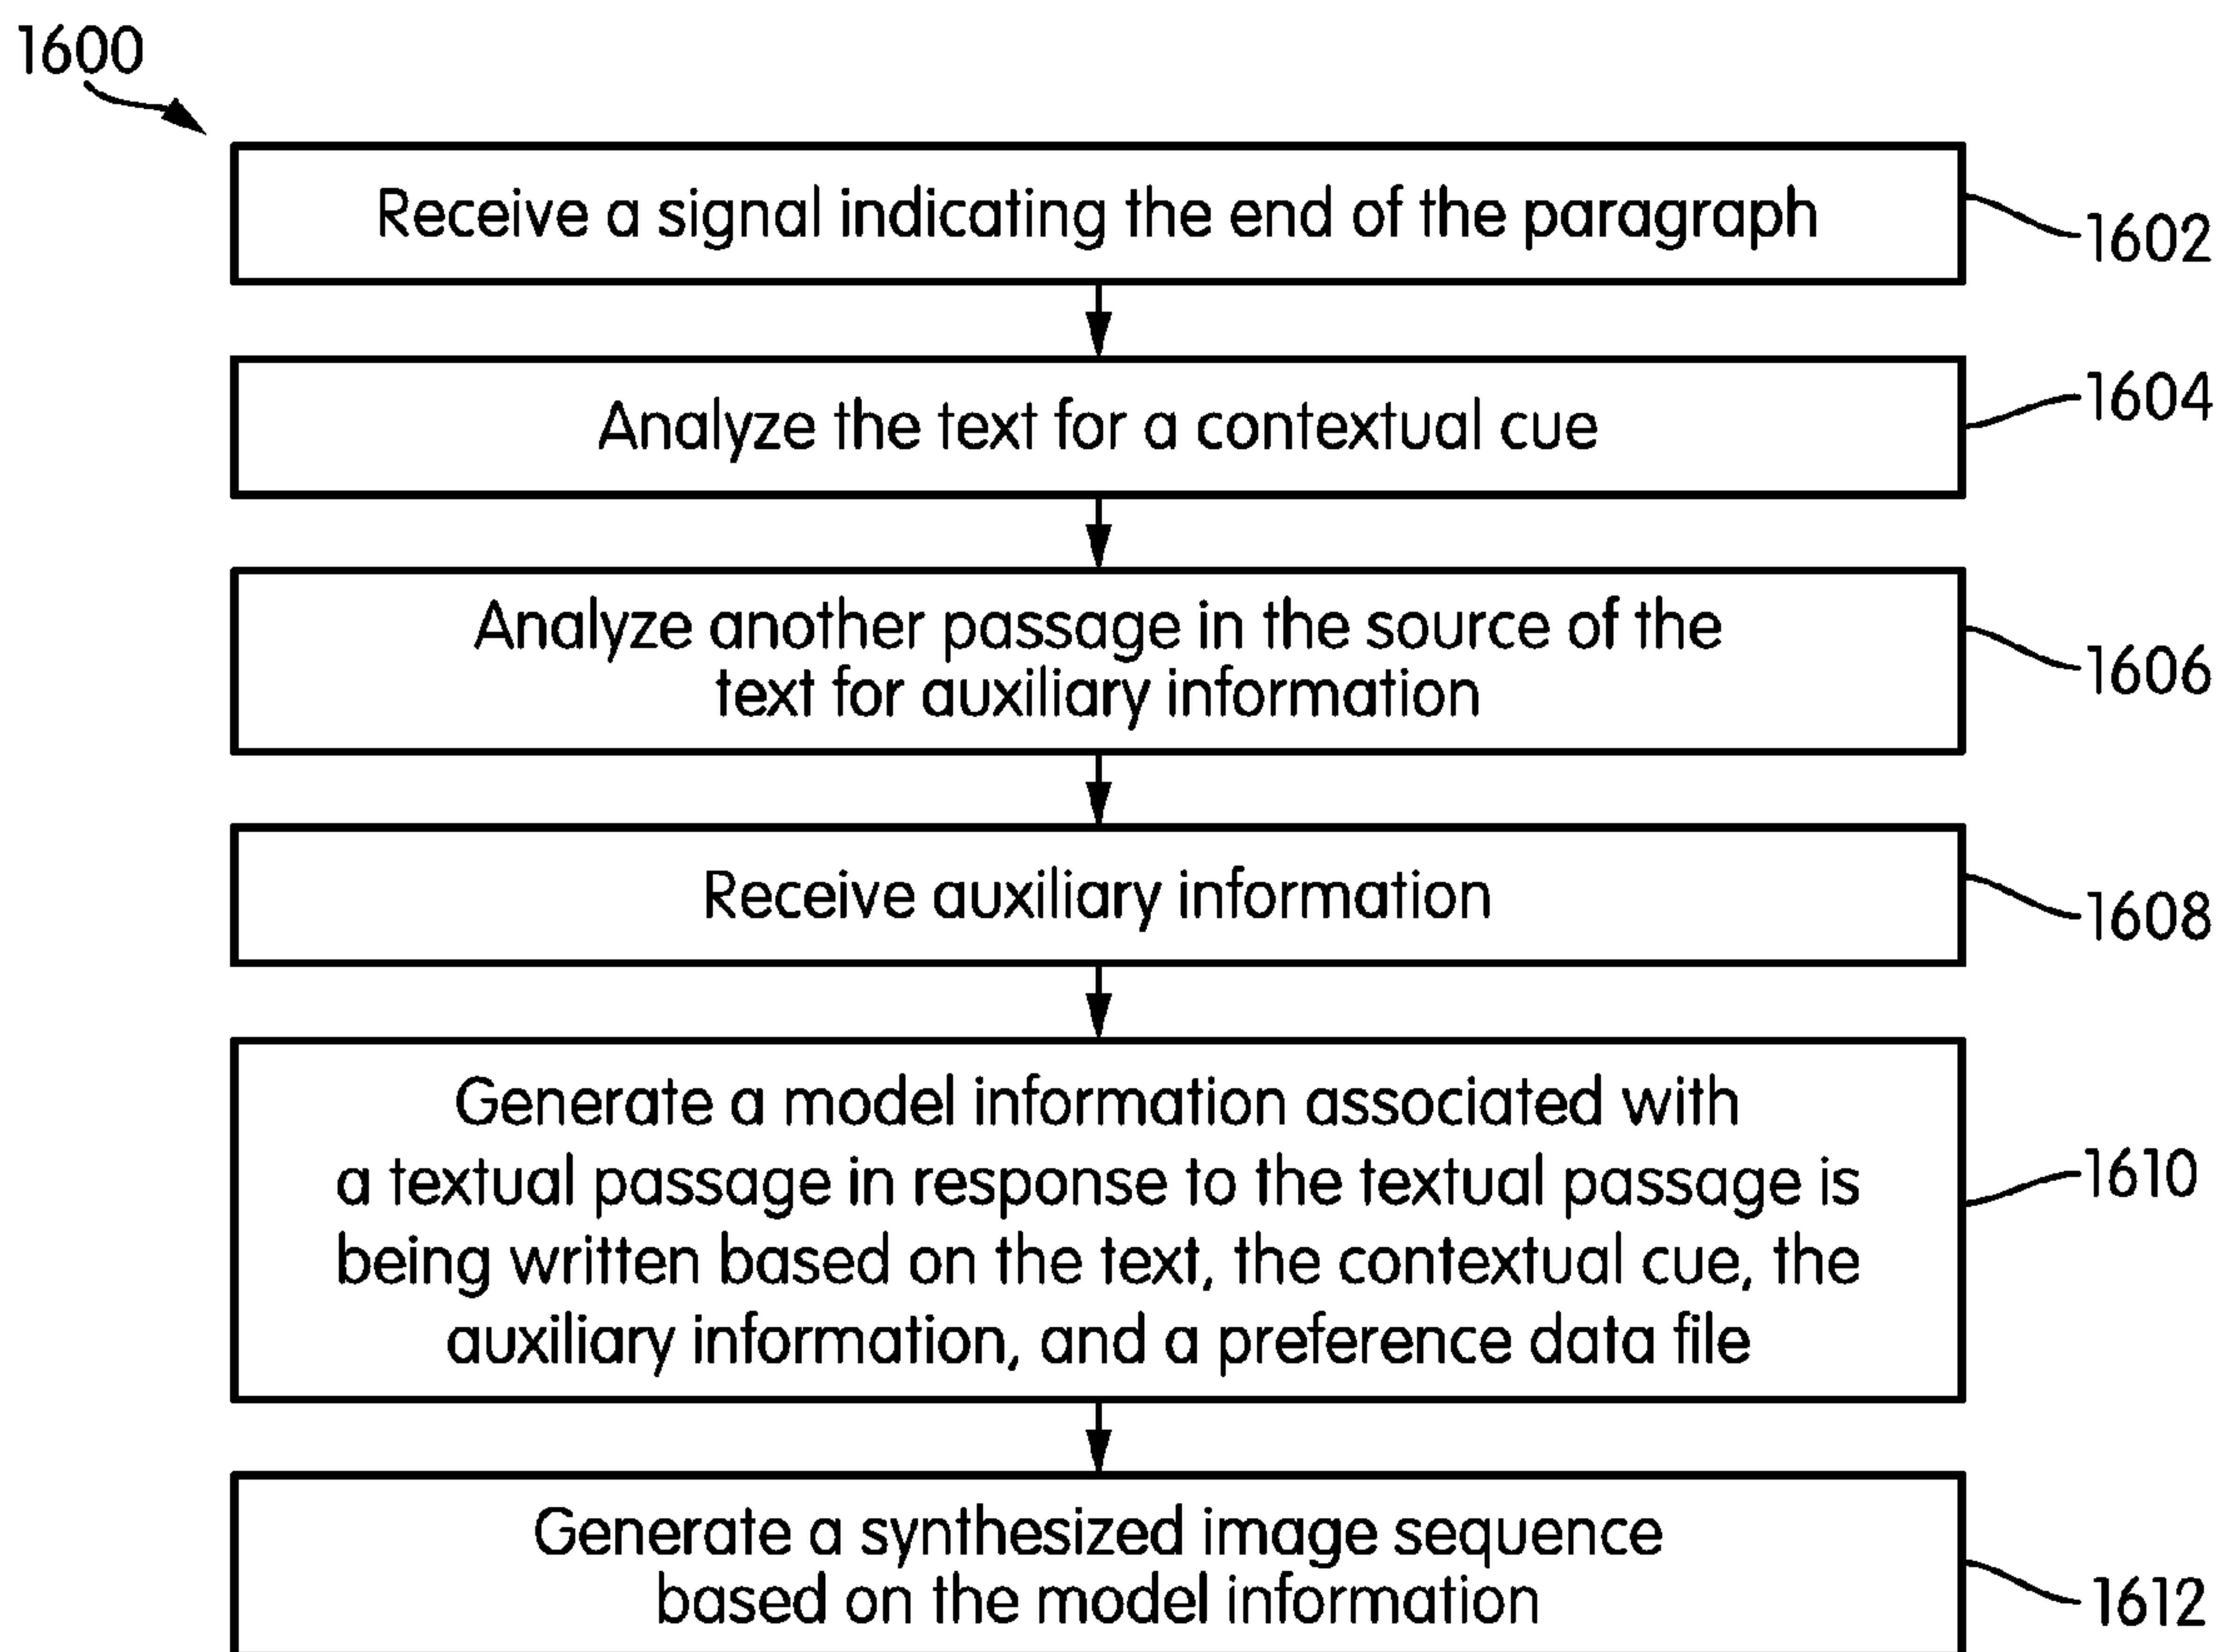 1600
Receive a signal indicating the end of the paragraph
1602
Analyze the text for a contextual cue
1604
Analyze another passage in the source of the
text for auxiliary information
1606
Receive auxiliary information
1608
Generate a model information associated with
a textual passage in response to the textual passage is
being written based on the text, the contextual cue, the
auxiliary information, and a preference data file
1610
Generate a synthesized image sequence
based on the model information
1612